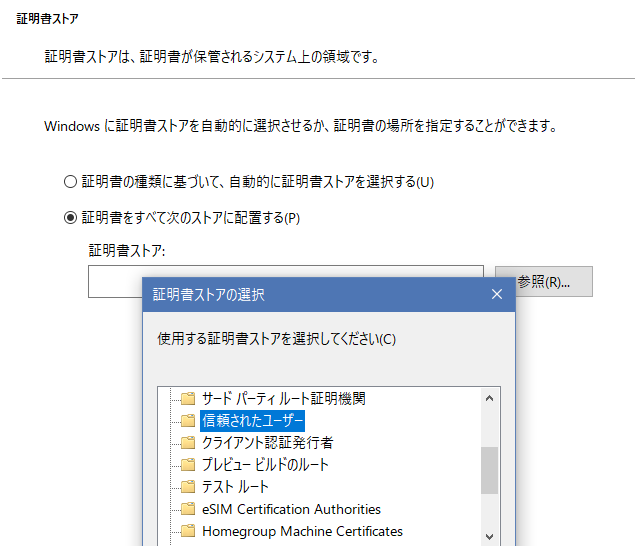 証明書ストア
証明書ストアは、証明書が保管されるシステム上の領域です。
Windows に証明書ストアを自動的に選択させるか、証明書の場所を指定することができます。
証明書の種類に基づいて、自動的に証明書ストアを選択する(U)
証明書をすべて次のストアに配置する(P)
証明書ストア:
参照(R)...
証明書ストアの選択
使用する証明書ストアを選択してください(C)
サード パーティ ルート証明機関
信頼されたユーザー
クライアント認証発行者
プレビュー ビルドのルート
テスト ルート
eSIM Certification Authorities
Homegroup Machine Certificates